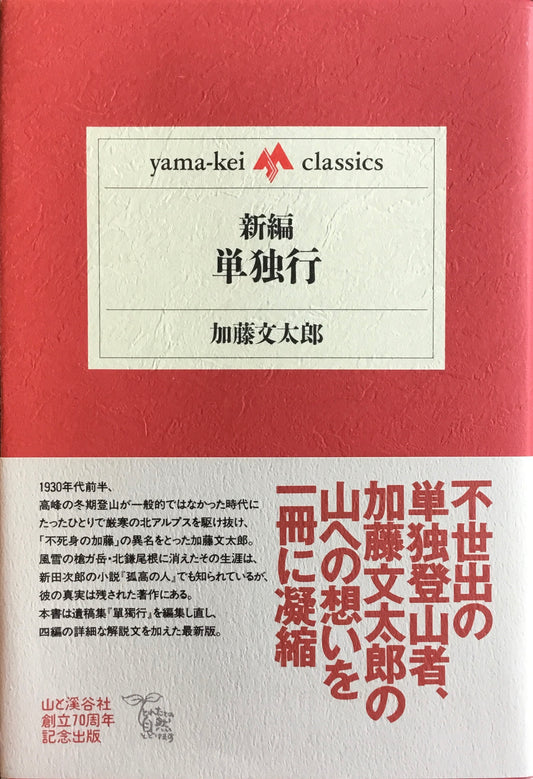 yama-kei classics
新編
単独行
加藤文太郎
不世出の
単独登山者、
加藤文太郎の
山への想いを
一冊に凝縮
1930年代前半、
高峰の冬期登山が一般的ではなかった時代に
たったひとりで厳寒の北アルプスを駆け抜け、
「不死身の加藤」の異名をとった加藤文太郎。
風雪の槍ガ岳・北鎌尾根に消えたその生涯は、
新田次郎の小説『孤高の人』でも知られているが、
彼の真実は残された著作にある。
本書は遺稿集『單獨行』を編集し直し、
四編の詳細な解説文を加えた最新版。
山と溪谷社
創立70周年
記念出版
自然